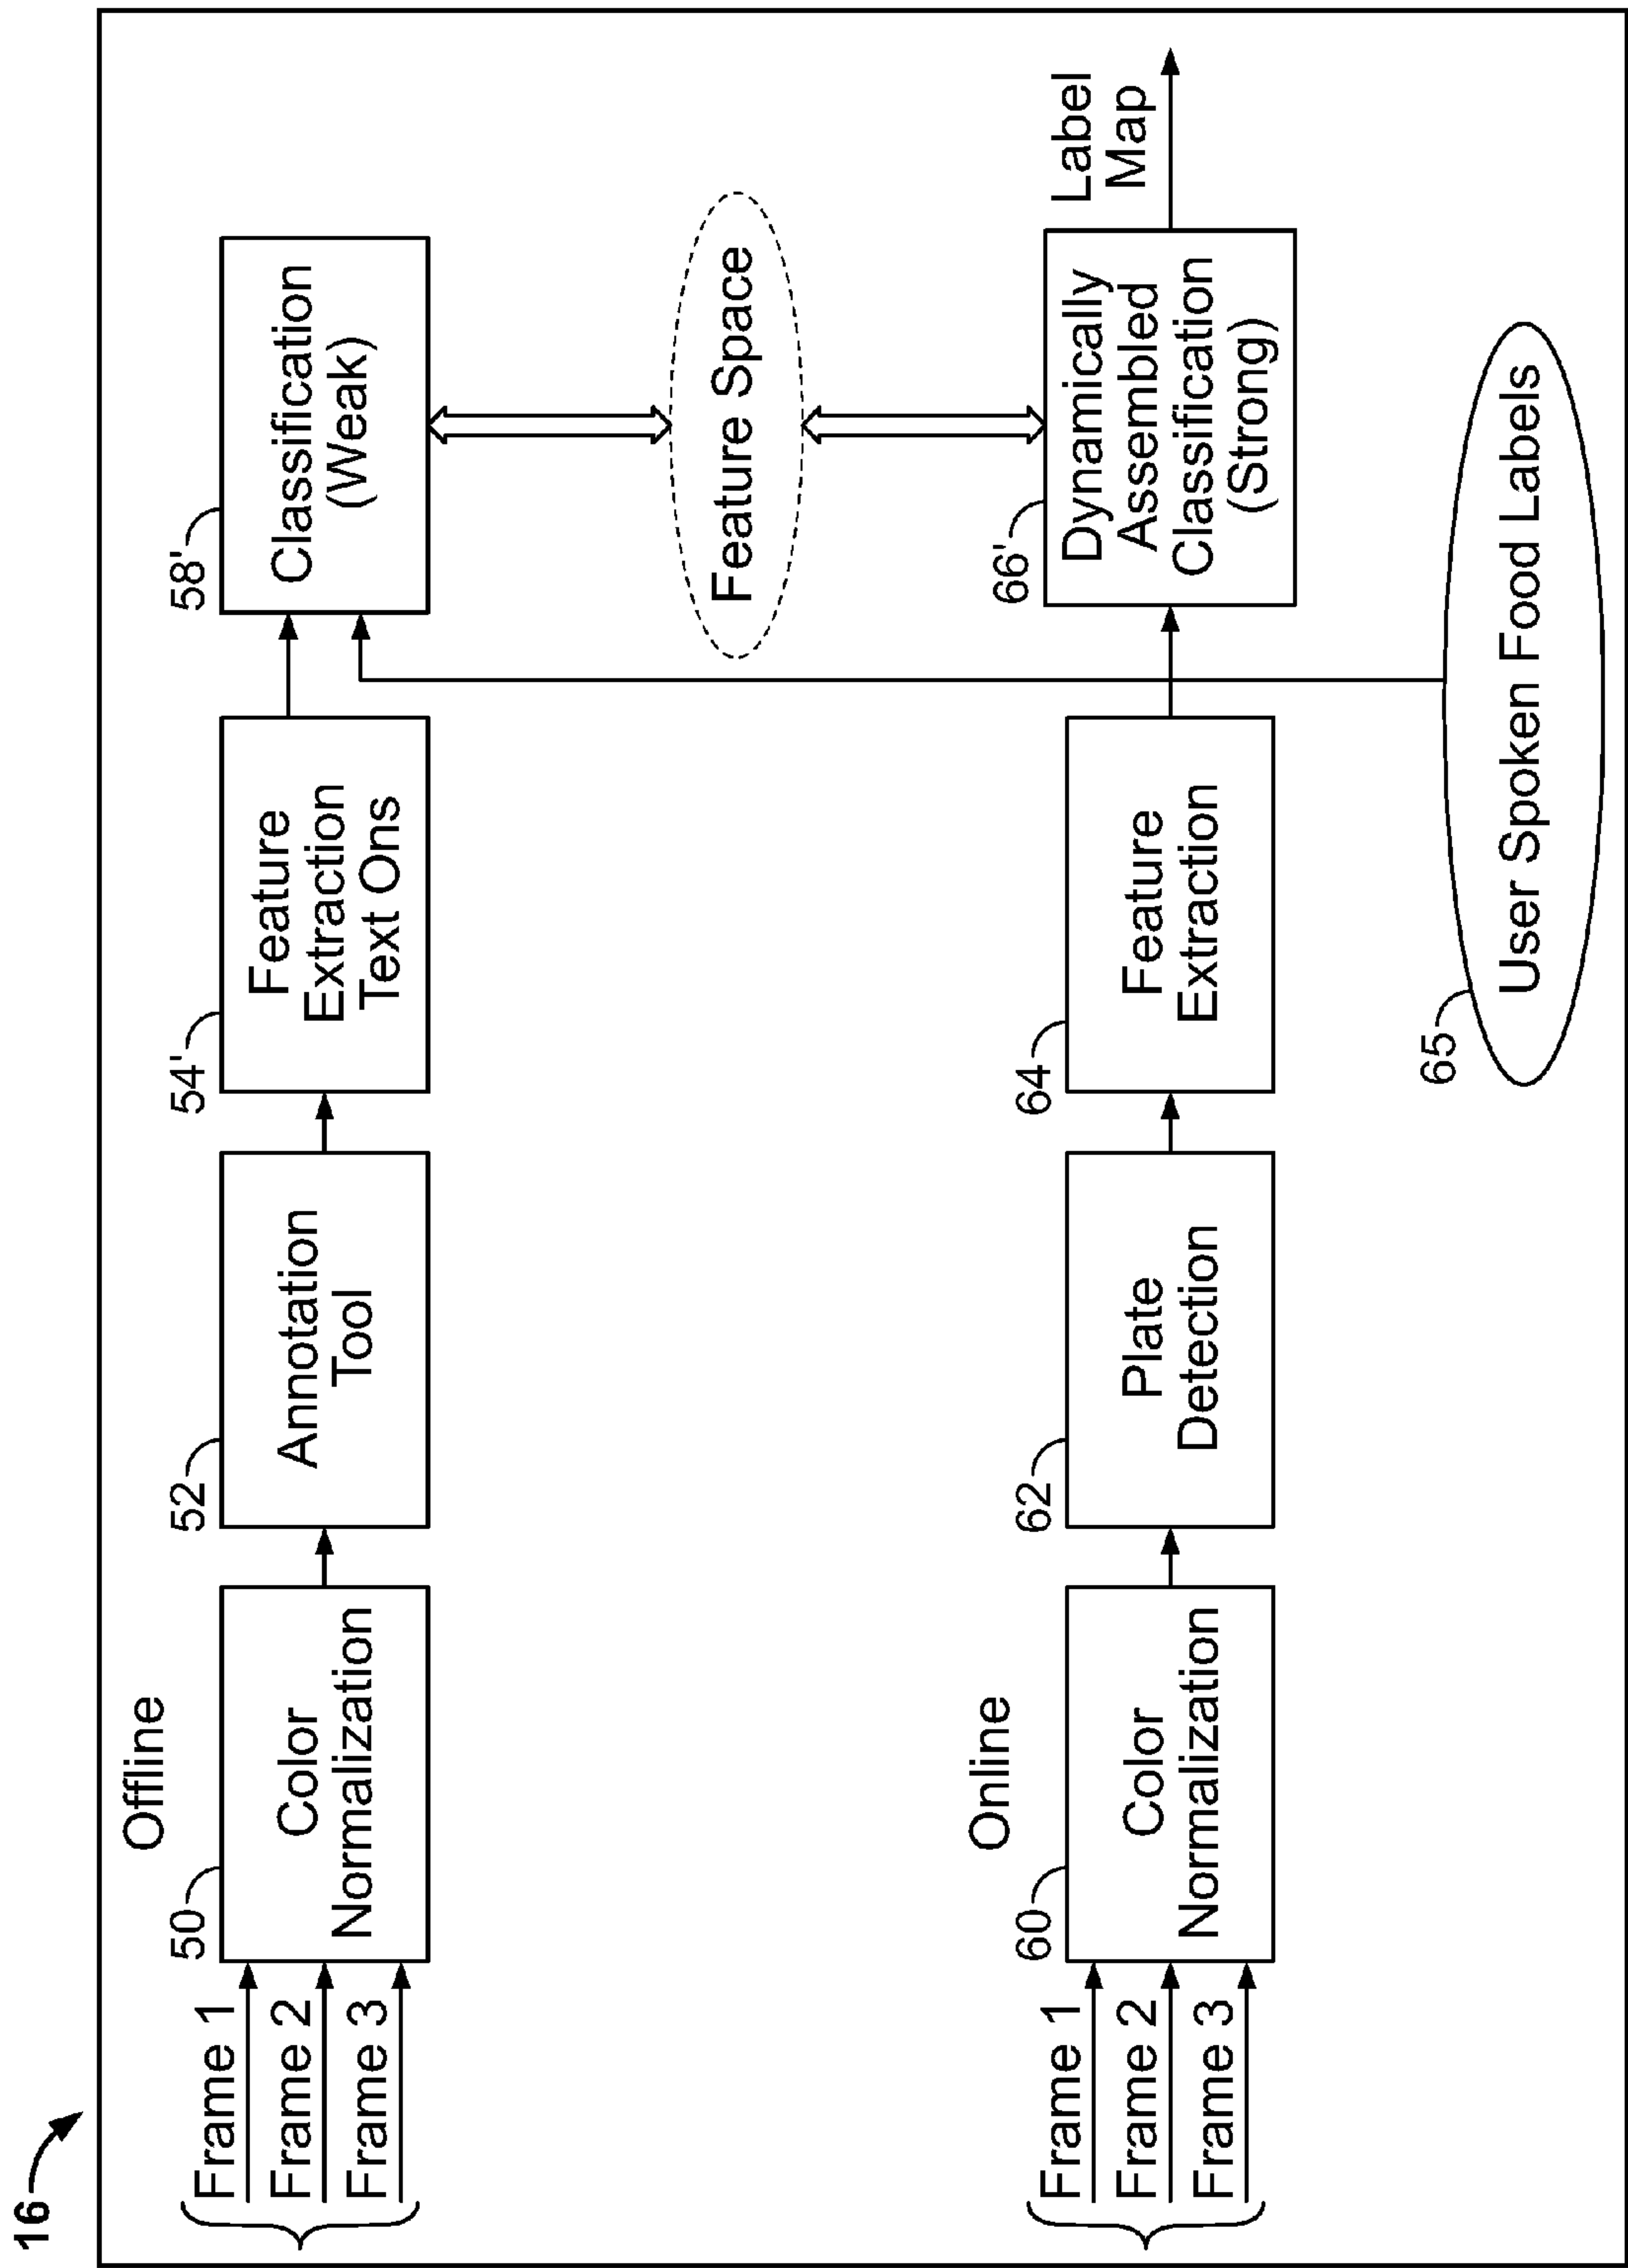 16
Offline
Frame 1
Frame 2
Frame 3
50
Color
Normalization
52
Annotation
Tool
54'
Feature
Extraction
Text Ons
58'
Classification
(Weak)
Feature Space
Online
Frame 1
Frame 2
Frame 3
60
Color
Normalization
62
Plate
Detection
64
Feature
Extraction
66'
Dynamically
Assembled
Classification
(Strong)
Label
Map
65
User Spoken Food Labels